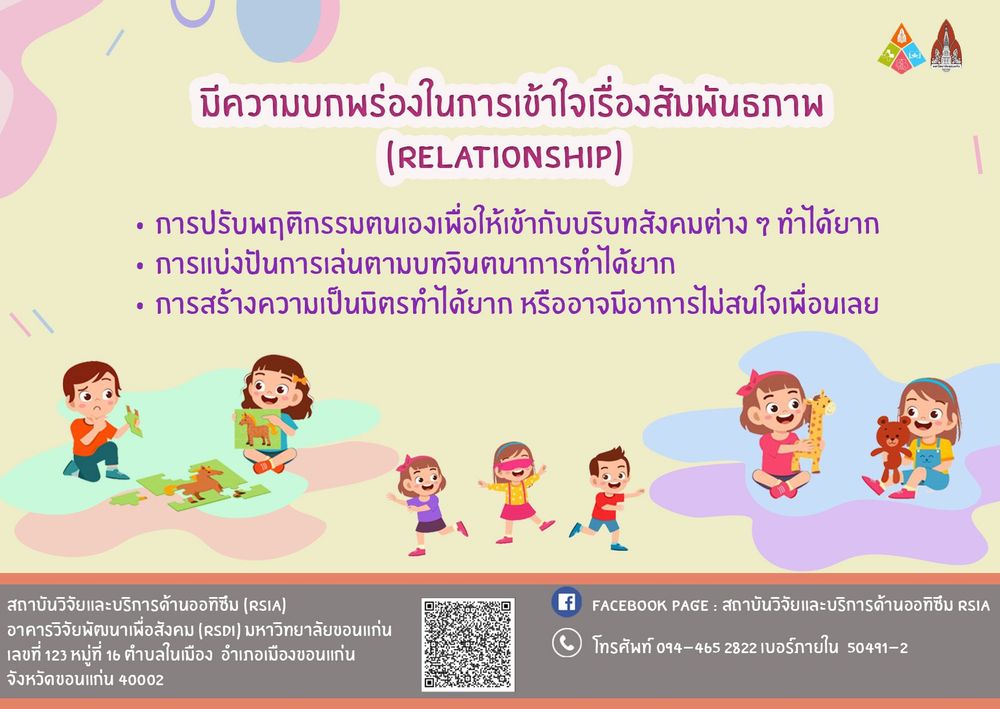 มีความบกพร่องในการเข้าใจเรื่องสัมพันธภาพ
(RELATIONSHIP)
• การปรับพฤติกรรมตนเองเพื่อให้เข้ากับบริบทสังคมต่าง ๆ ทำได้ยาก
• การแบ่งปันการเล่นตามบทจินตนาการทำได้ยาก
• การสร้างความเป็นมิตรทำได้ยาก หรืออาจมีอาการไม่สนใจเพื่อนเลย
สถาบันวิจัยและบริการด้านออทิซึม (RSIA)
อาคารวิจัยพัฒนาเพื่อสังคม (RSDI) มหาวิทยาลัยขอนแก่น
เลขที่ 123 หมู่ที่ 16 ตำบลในเมือง อำเภอเมืองขอนแก่น
จังหวัดขอนแก่น 40002
FACEBOOK PAGE : สถาบันวิจัยและบริการด้านออทิซึม RSIA
โทรศัพท์ 094-465 2822 เบอร์ภายใน 50491-2